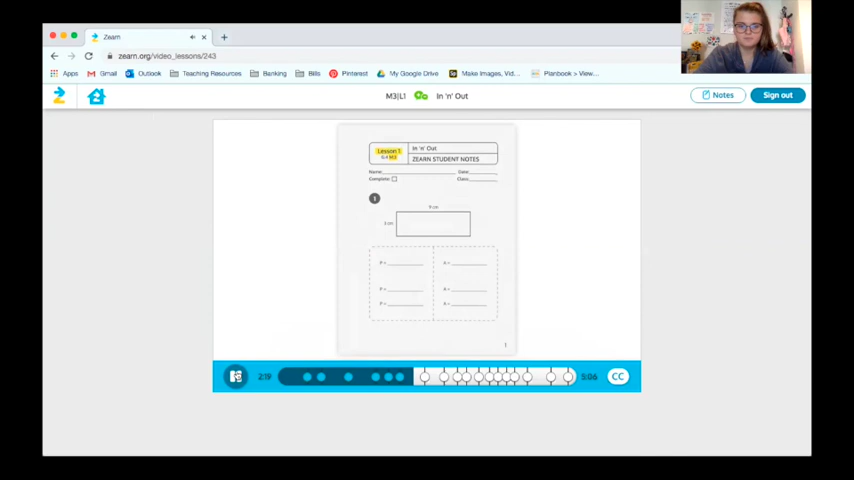 Zearn
zearn.org/video_lessons/243
Apps Gmail Outlook Teaching Resources Banking Bills Pinterest My Google Drive Make Images, Vid... Planbook > View...
M3|L1 In 'n' Out Notes Sign out
Lesson 1 In 'n' Out
G4 M3 ZEARN STUDENT NOTES
Name Date
Complete: Class
1
9 cm
3 cm
P = A =
P = A =
P = A =
1
2:19 5:06 CC